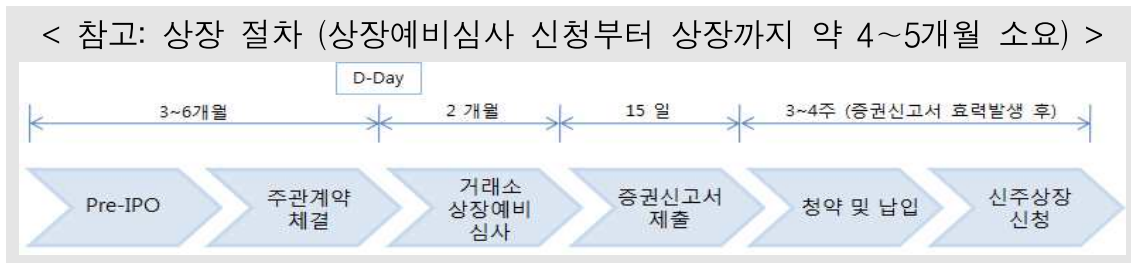 < 참고: 상장 절차 (상장예비심사 신청부터 상장까지 약 4~5개월 소요) >
D-Day
3~6개월
2 개월
15 일
3~4주 (증권신고서 효력발생 후)
Pre-IPO
주관계약
체결
거래소
상장예비
심사
증권신고서
제출
청약 및 납입
신주상장
신청